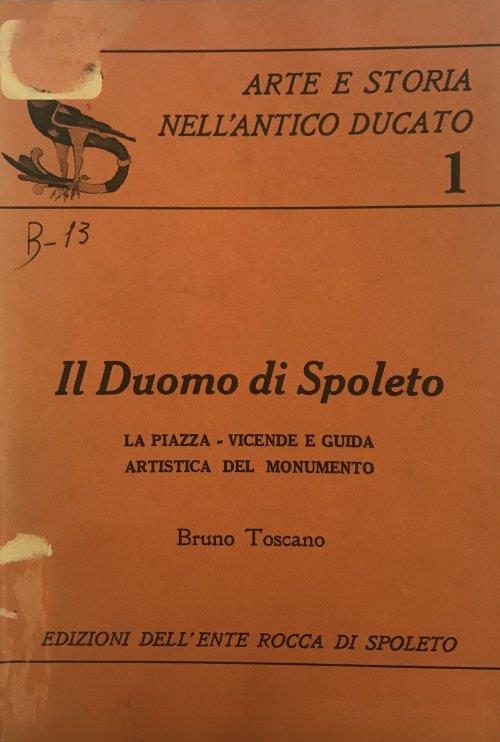 ARTE E STORIA
NELL'ANTICO DUCATO
1
B-13
Il Duomo di Spoleto
LA PIAZZA - VICENDE E GUIDA
ARTISTICA DEL MONUMENTO
Bruno Toscano
EDIZIONI DELL'ENTE ROCCA DI SPOLETO